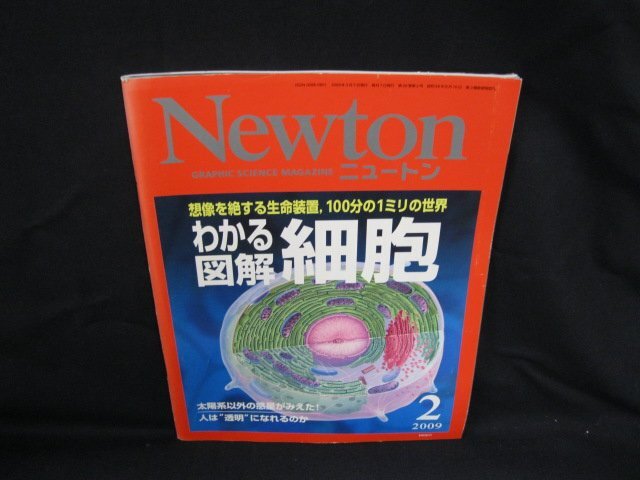 Newton
GRAPHIC SCIENCE MAGAZINE ニュートン
想像を絶する生命装置，100分の1ミリの世界
わかる
図解
細胞
太陽系以外の惑星がみえた！
人は“透明”になれるのか
2
2009